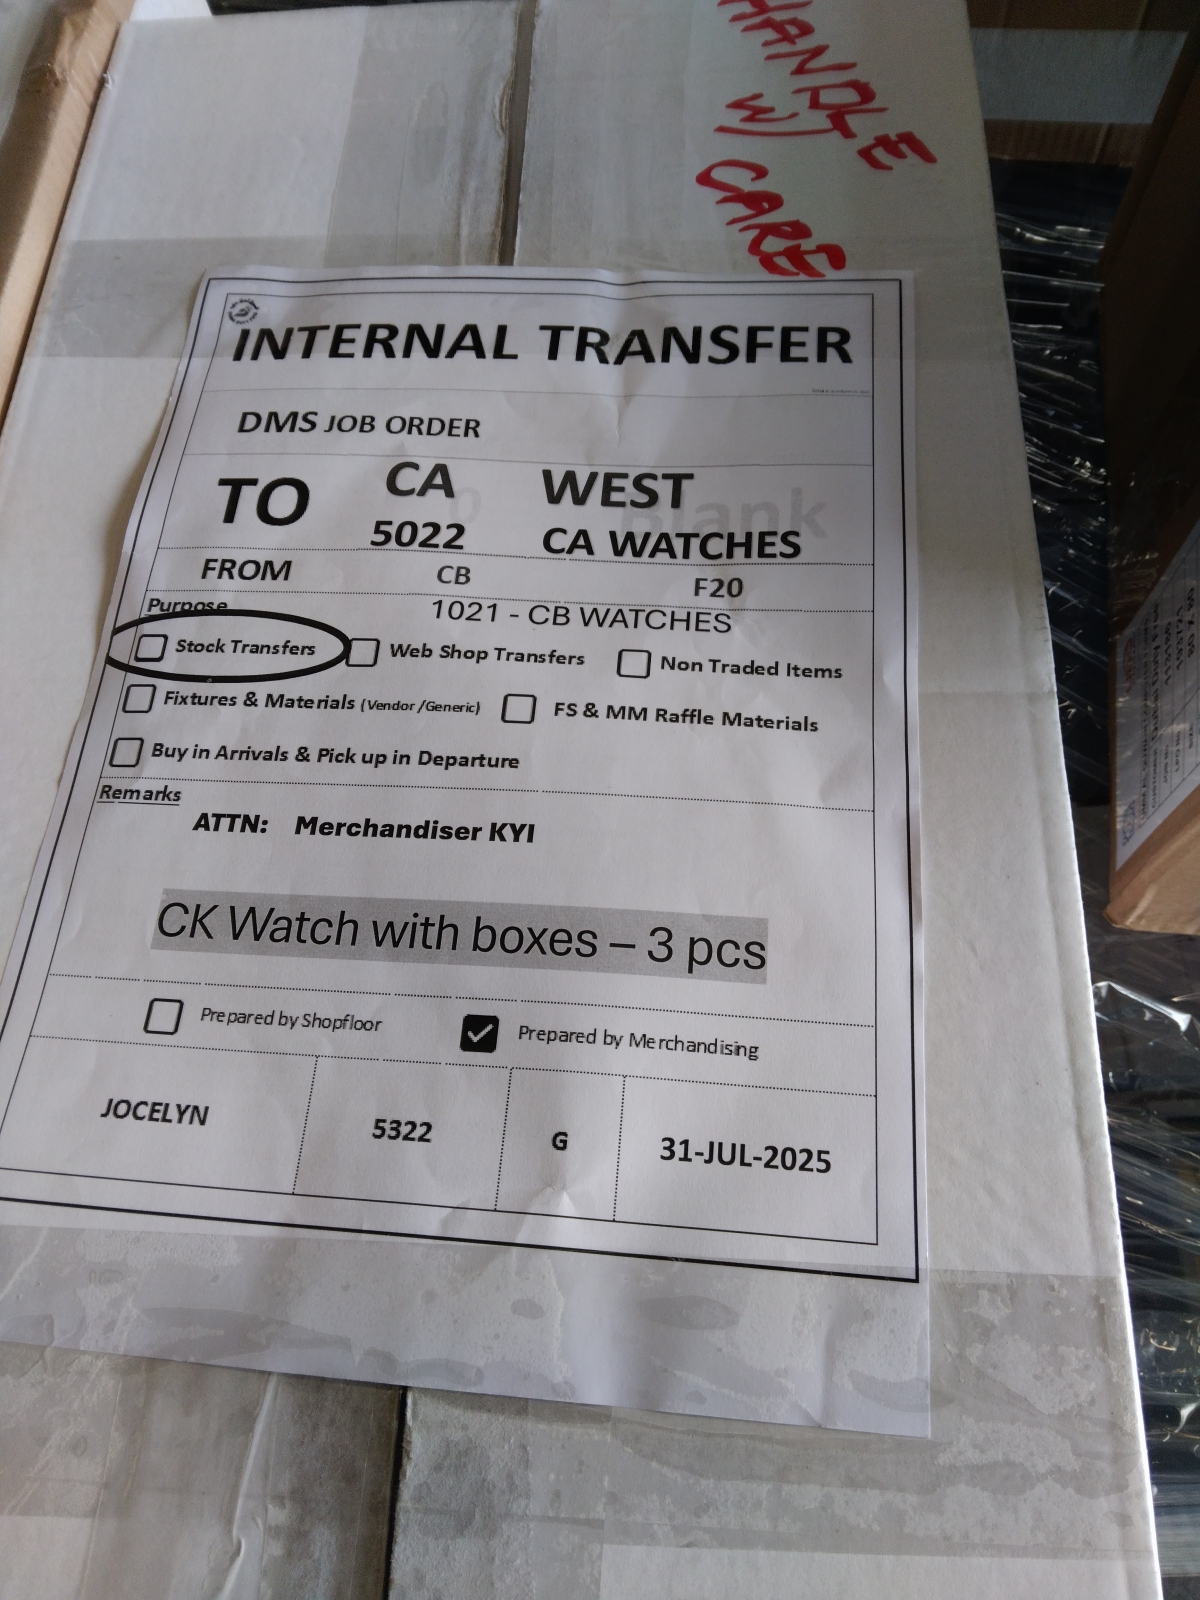 HANDLE
W/
CARE
INTERNAL TRANSFER
DMS JOB ORDER
TO CA WEST
5022 CA WATCHES
FROM CB F20
Purpose 1021 - CB WATCHES
Stock Transfers Web Shop Transfers Non Traded Items
Fixtures & Materials (Vendor /Generic) FS & MM Raffle Materials
Buy in Arrivals & Pick up in Departure
Remarks
ATTN: Merchandiser KYI
CK Watch with boxes – 3 pcs
Prepared by Shopfloor Prepared by Merchandising
JOCELYN 5322 G 31-JUL-2025